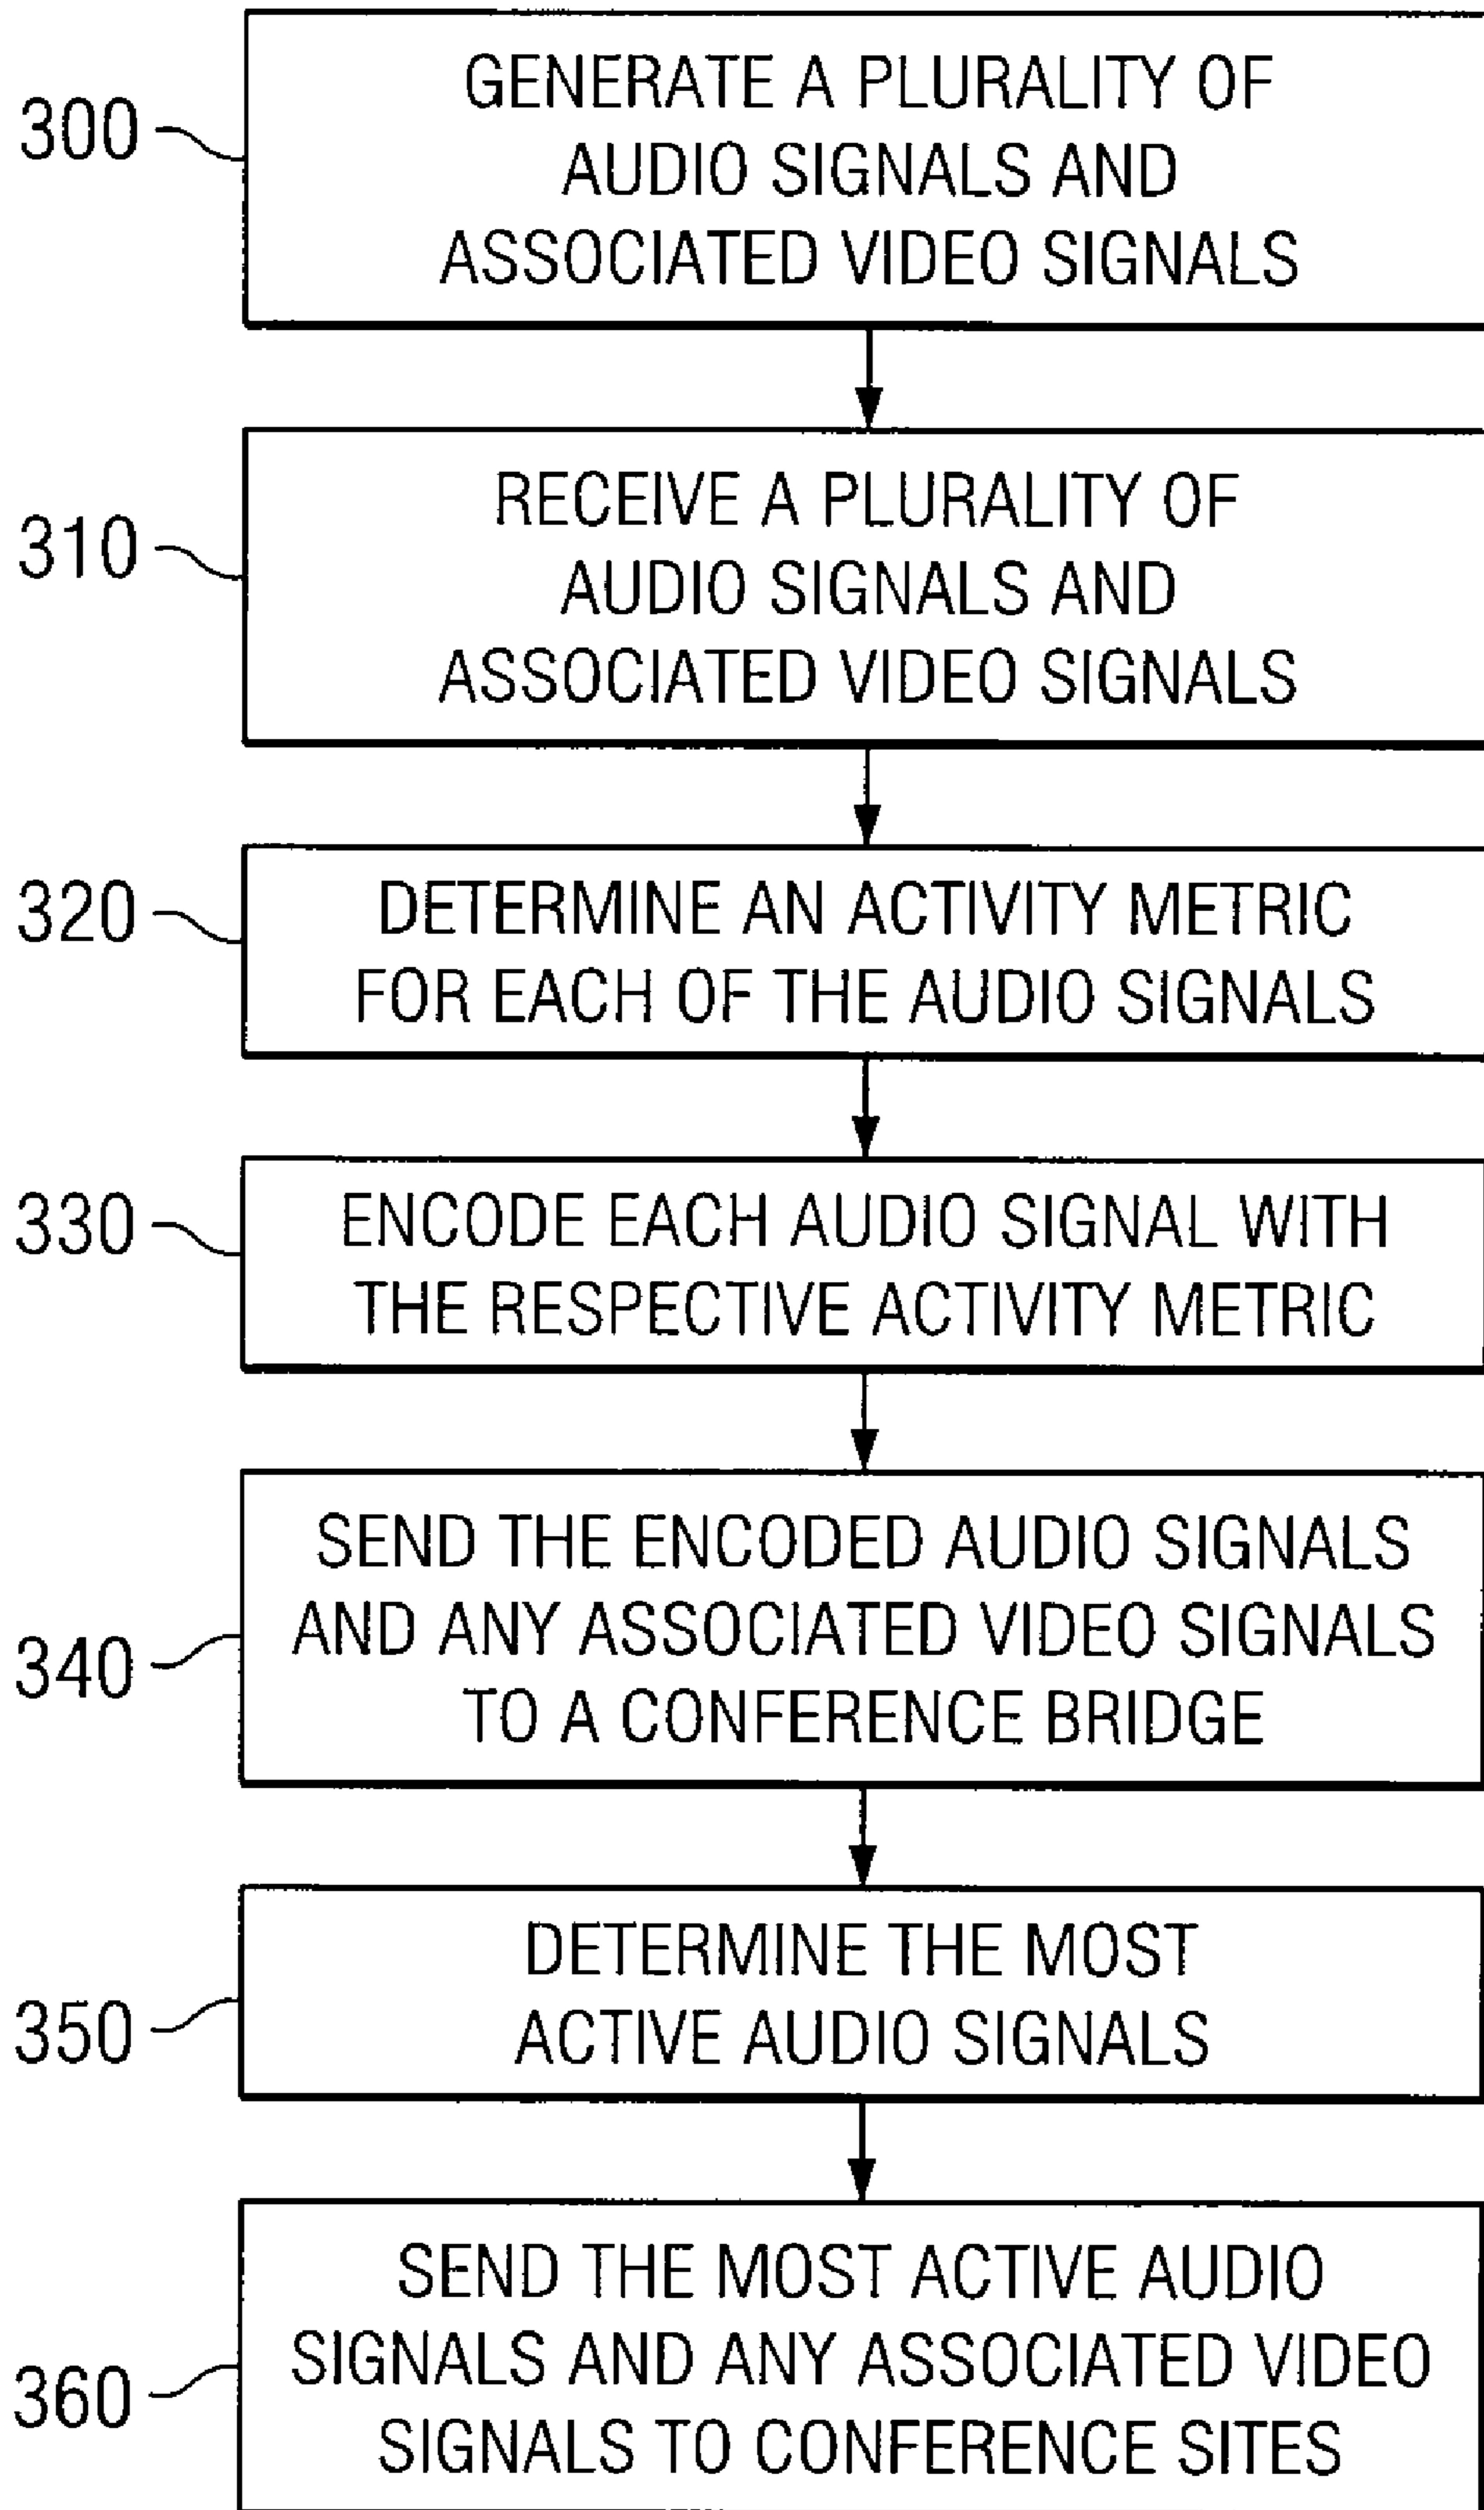 300
GENERATE A PLURALITY OF
AUDIO SIGNALS AND
ASSOCIATED VIDEO SIGNALS
310
RECEIVE A PLURALITY OF
AUDIO SIGNALS AND
ASSOCIATED VIDEO SIGNALS
320
DETERMINE AN ACTIVITY METRIC
FOR EACH OF THE AUDIO SIGNALS
330
ENCODE EACH AUDIO SIGNAL WITH
THE RESPECTIVE ACTIVITY METRIC
340
SEND THE ENCODED AUDIO SIGNALS
AND ANY ASSOCIATED VIDEO SIGNALS
TO A CONFERENCE BRIDGE
350
DETERMINE THE MOST
ACTIVE AUDIO SIGNALS
360
SEND THE MOST ACTIVE AUDIO
SIGNALS AND ANY ASSOCIATED VIDEO
SIGNALS TO CONFERENCE SITES